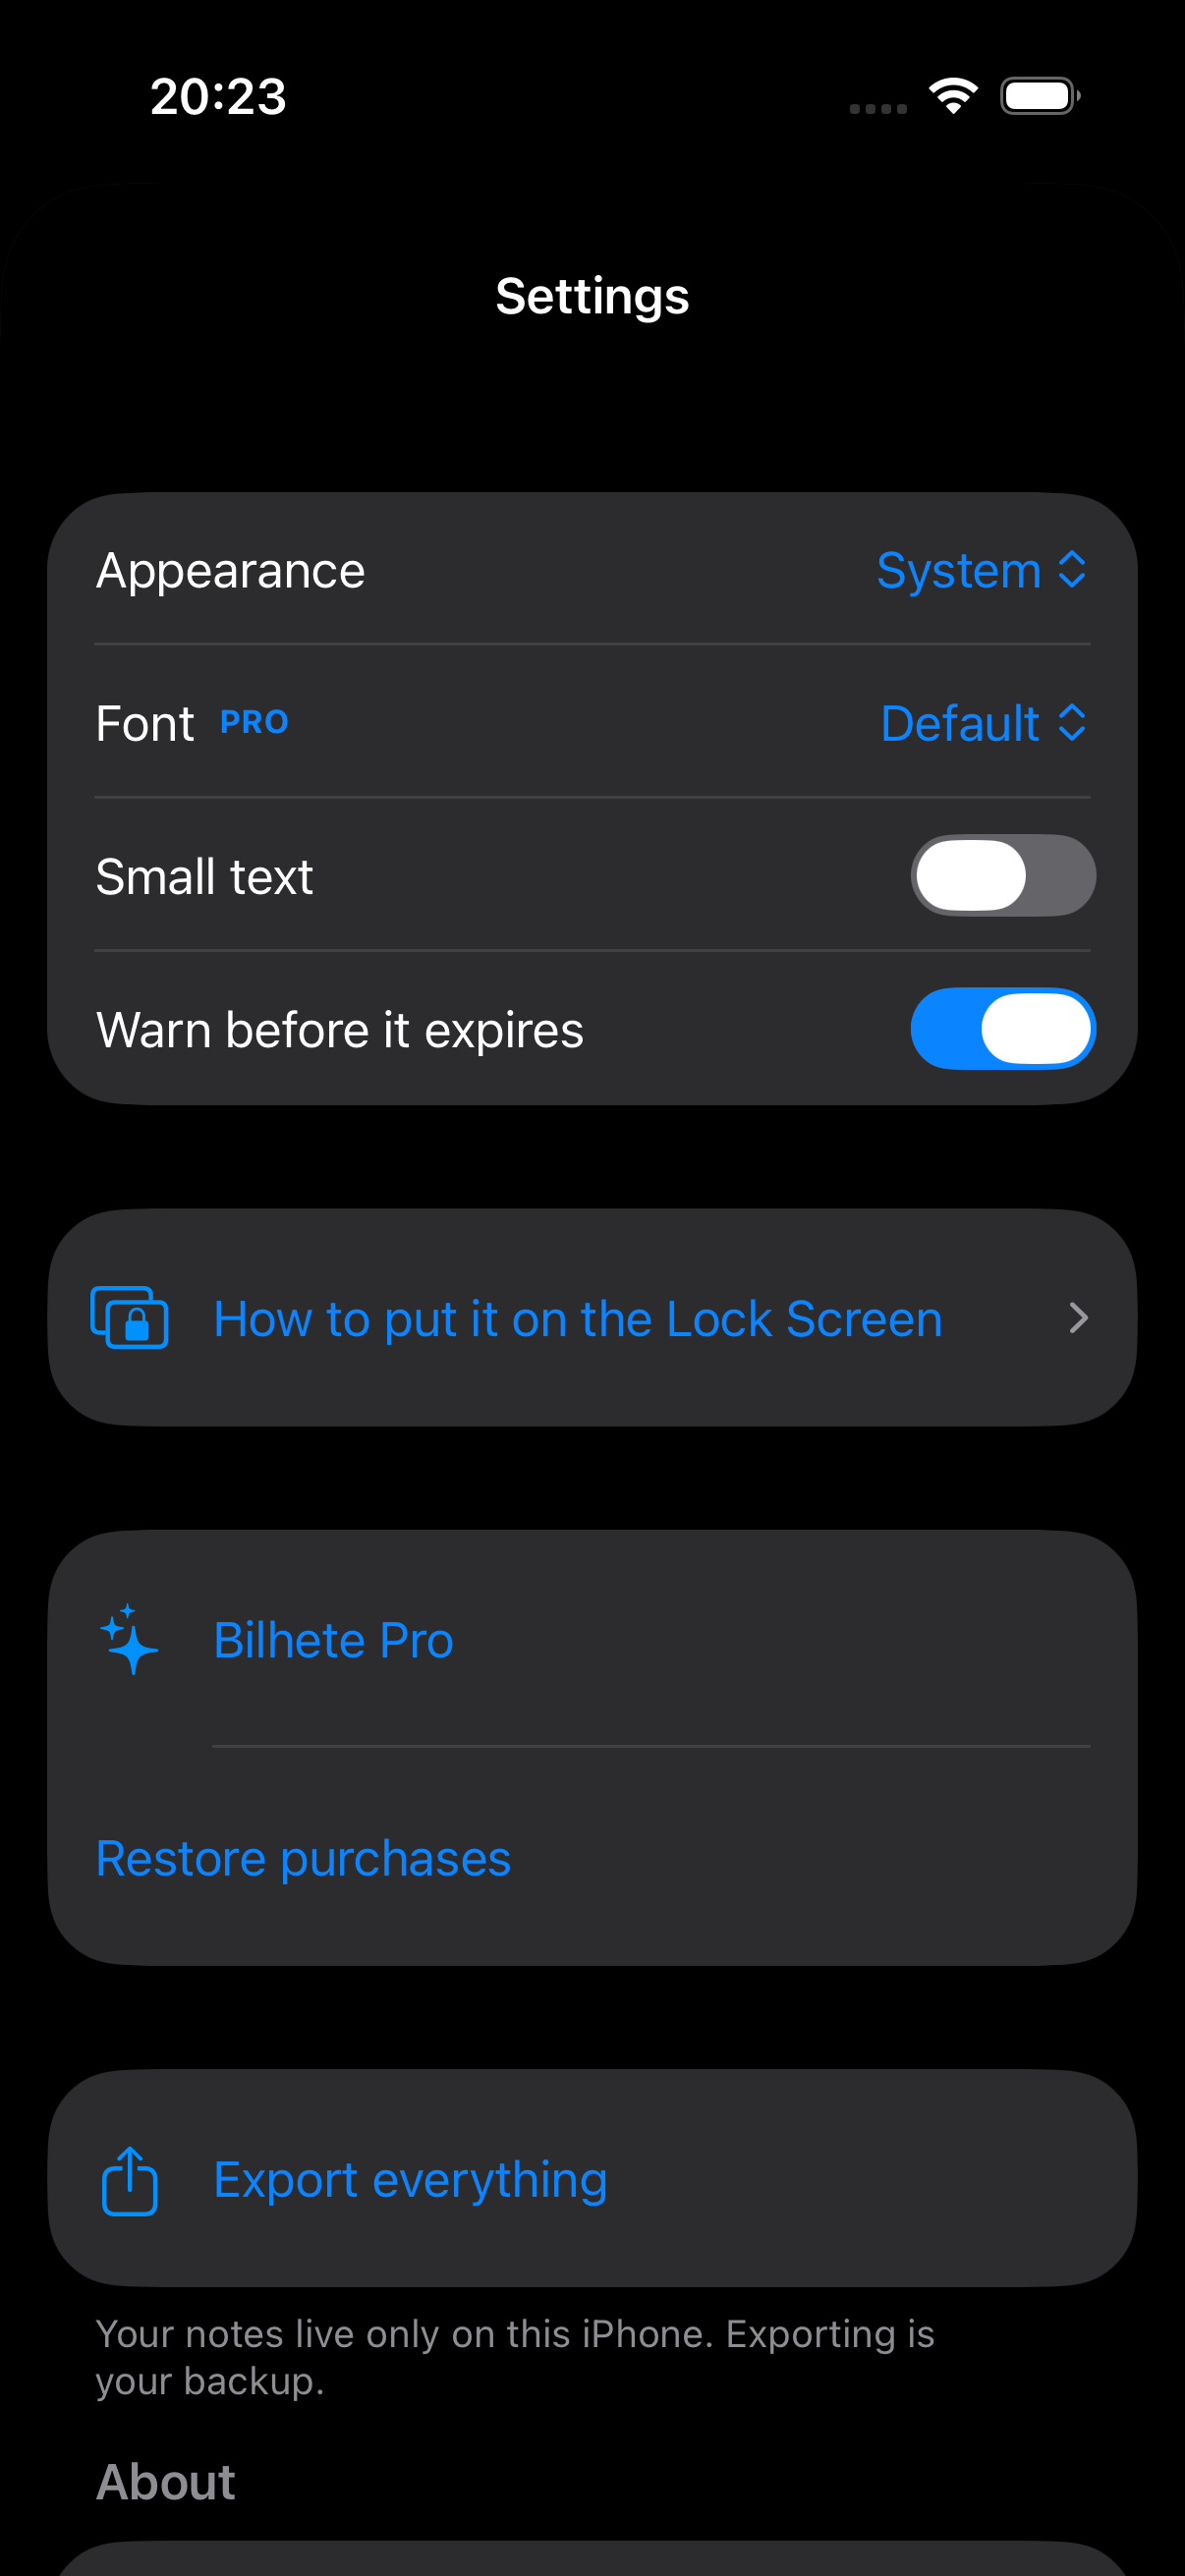 20:23
Settings
Appearance System
Font PRO Default
Small text
Warn before it expires
How to put it on the Lock Screen
Bilhete Pro
Restore purchases
Export everything
Your notes live only on this iPhone. Exporting is
your backup.
About